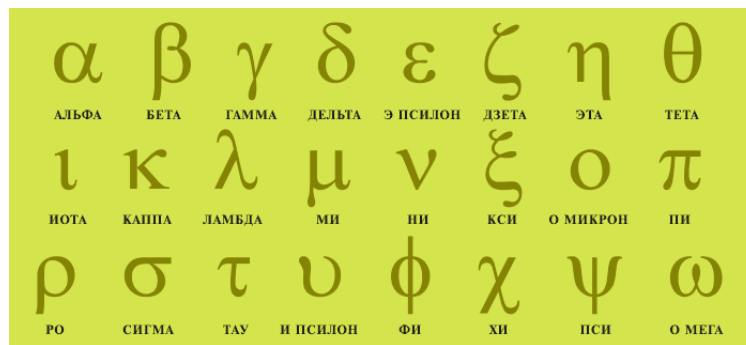 α β γ δ ε ζ η θ
АЛЬФА БЕТА ГАММА ДЕЛЬТА Э ПСИЛОН ДЗЕТА ЭТА ТЕТА
ι κ λ μ ν ξ ο π
ИОТА КАППА ЛАМБДА МИ НИ КСИ О МИКРОН ПИ
ρ σ τ υ φ χ ψ ω
РО СИГМА ТАУ И ПСИЛОН ФИ ХИ ПСИ О МЕГА